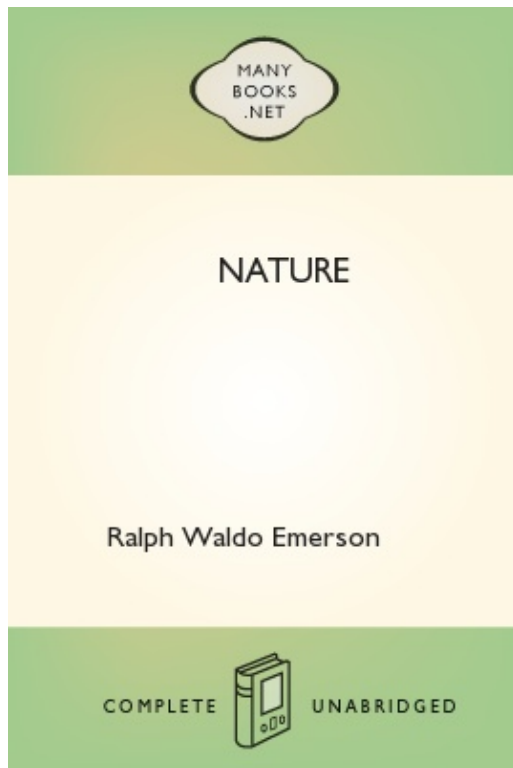 MANY
BOOKS
.NET
NATURE
Ralph Waldo Emerson
COMPLETE UNABRIDGED